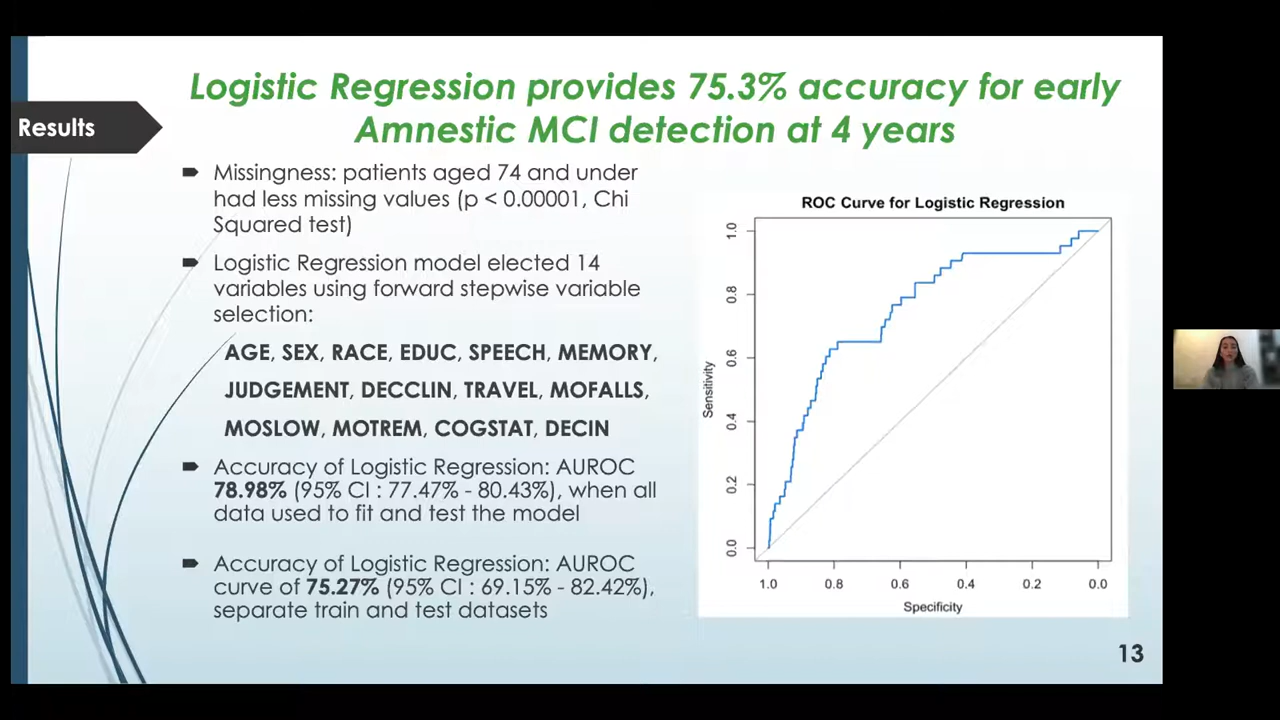 Logistic Regression provides 75.3% accuracy for early
Amnestic MCI detection at 4 years
Results
Missingness: patients aged 74 and under
had less missing values (p < 0.00001, Chi
Squared test)
Logistic Regression model elected 14
variables using forward stepwise variable
selection:
AGE, SEX, RACE, EDUC, SPEECH, MEMORY,
JUDGEMENT, DECCLIN, TRAVEL, MOFALLS,
MOSLOW, MOTREM, COGSTAT, DECIN
Accuracy of Logistic Regression: AUROC
78.98% (95% CI : 77.47% - 80.43%), when all
data used to fit and test the model
Accuracy of Logistic Regression: AUROC
curve of 75.27% (95% CI : 69.15% - 82.42%),
separate train and test datasets
ROC Curve for Logistic Regression
Sensitivity
1.0
0.8
0.6
0.4
0.2
0.0
1.0 0.8 0.6 0.4 0.2 0.0
Specificity
13